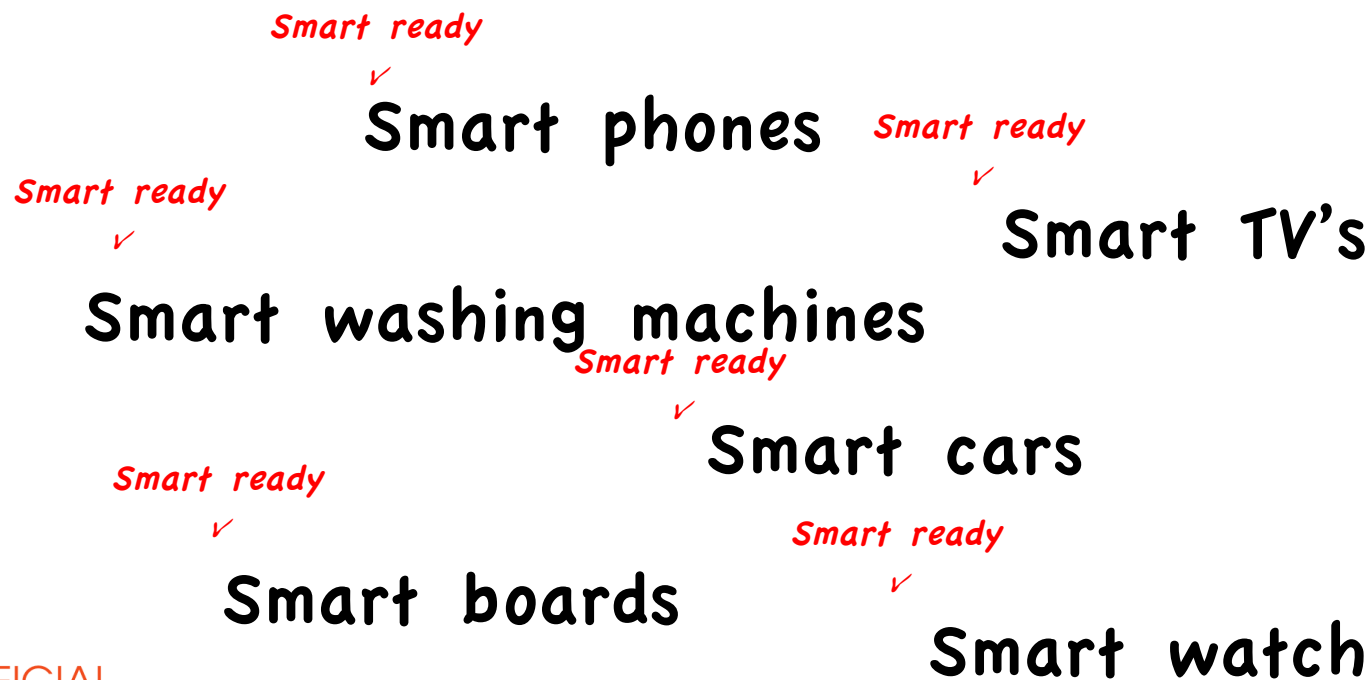 Smart ready
✓
Smart phones
Smart ready
✓
Smart TV's
Smart ready
✓
Smart washing machines
Smart ready
✓
Smart cars
Smart ready
✓
Smart boards
Smart ready
✓
Smart watch